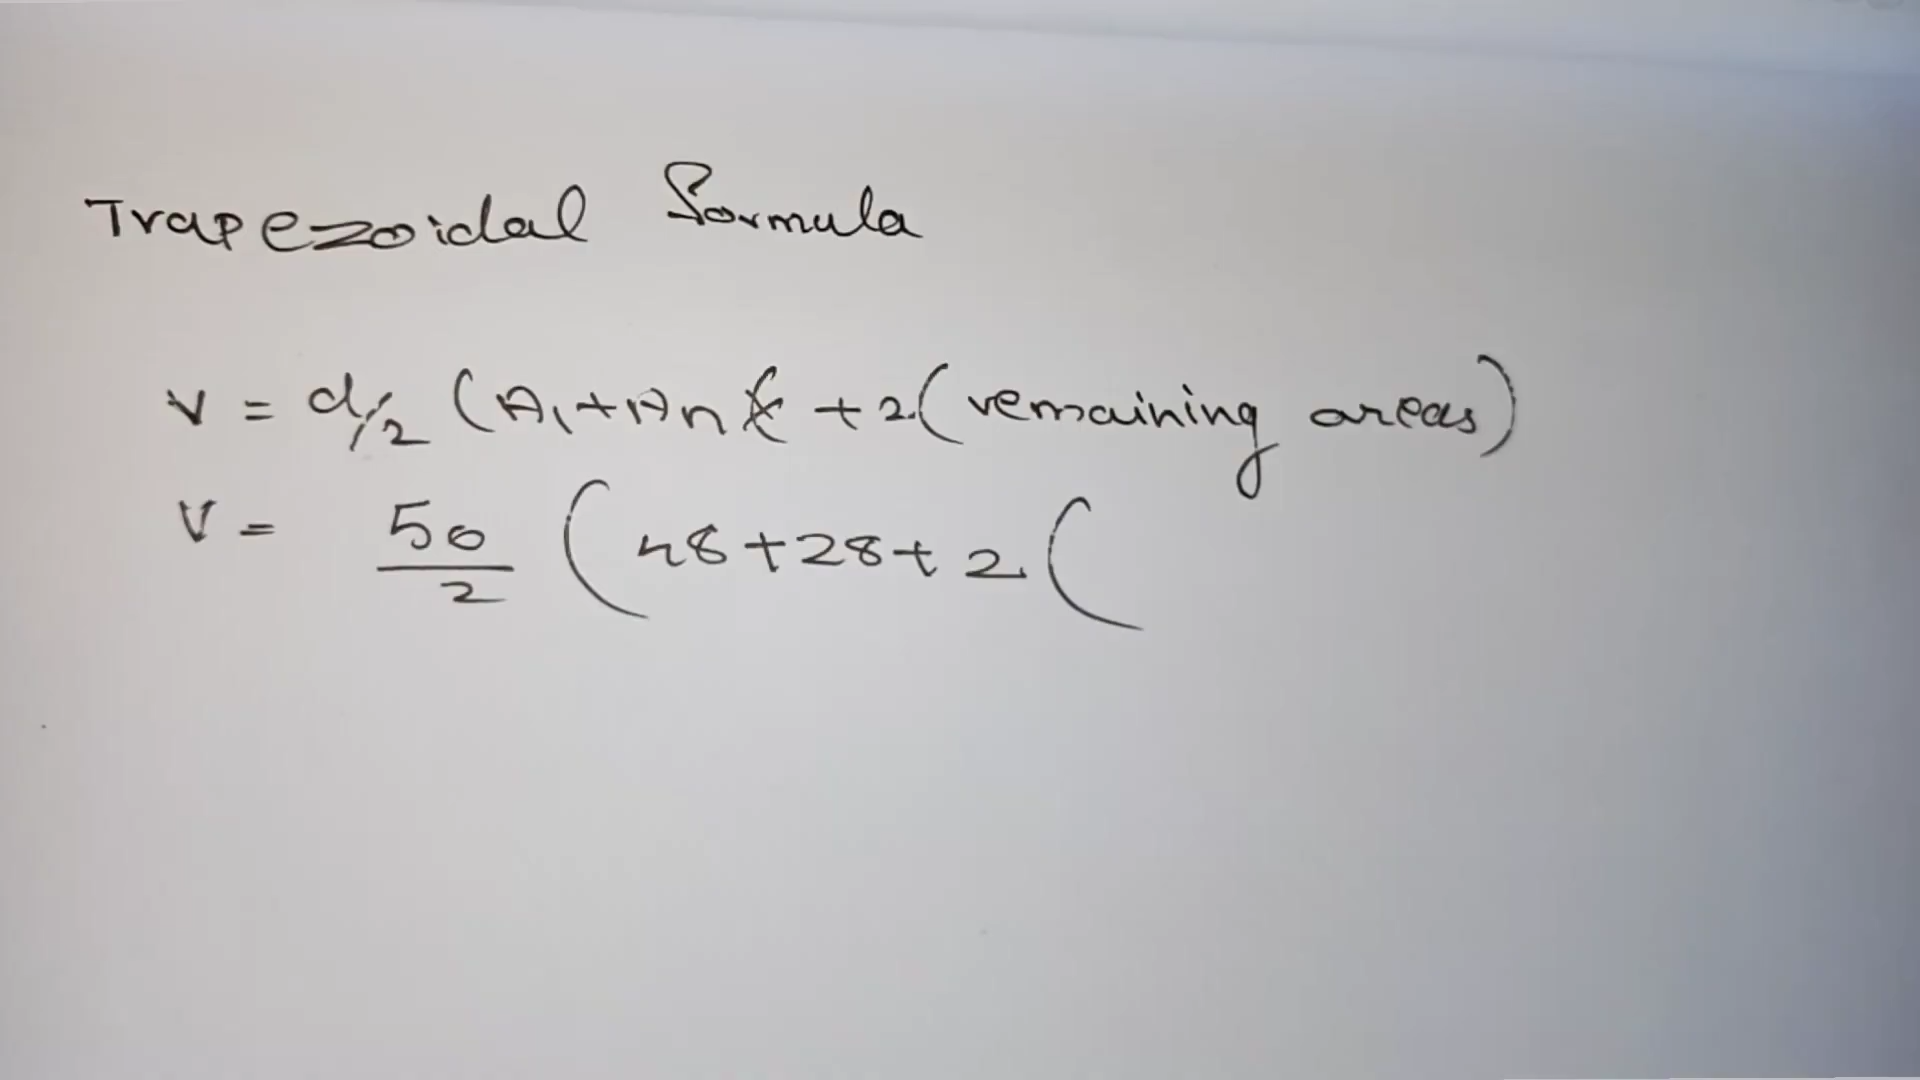 Trapezoidal formula
V = d/2 (A1+An + 2(remaining areas)
V = 50/2 (48+28+2(